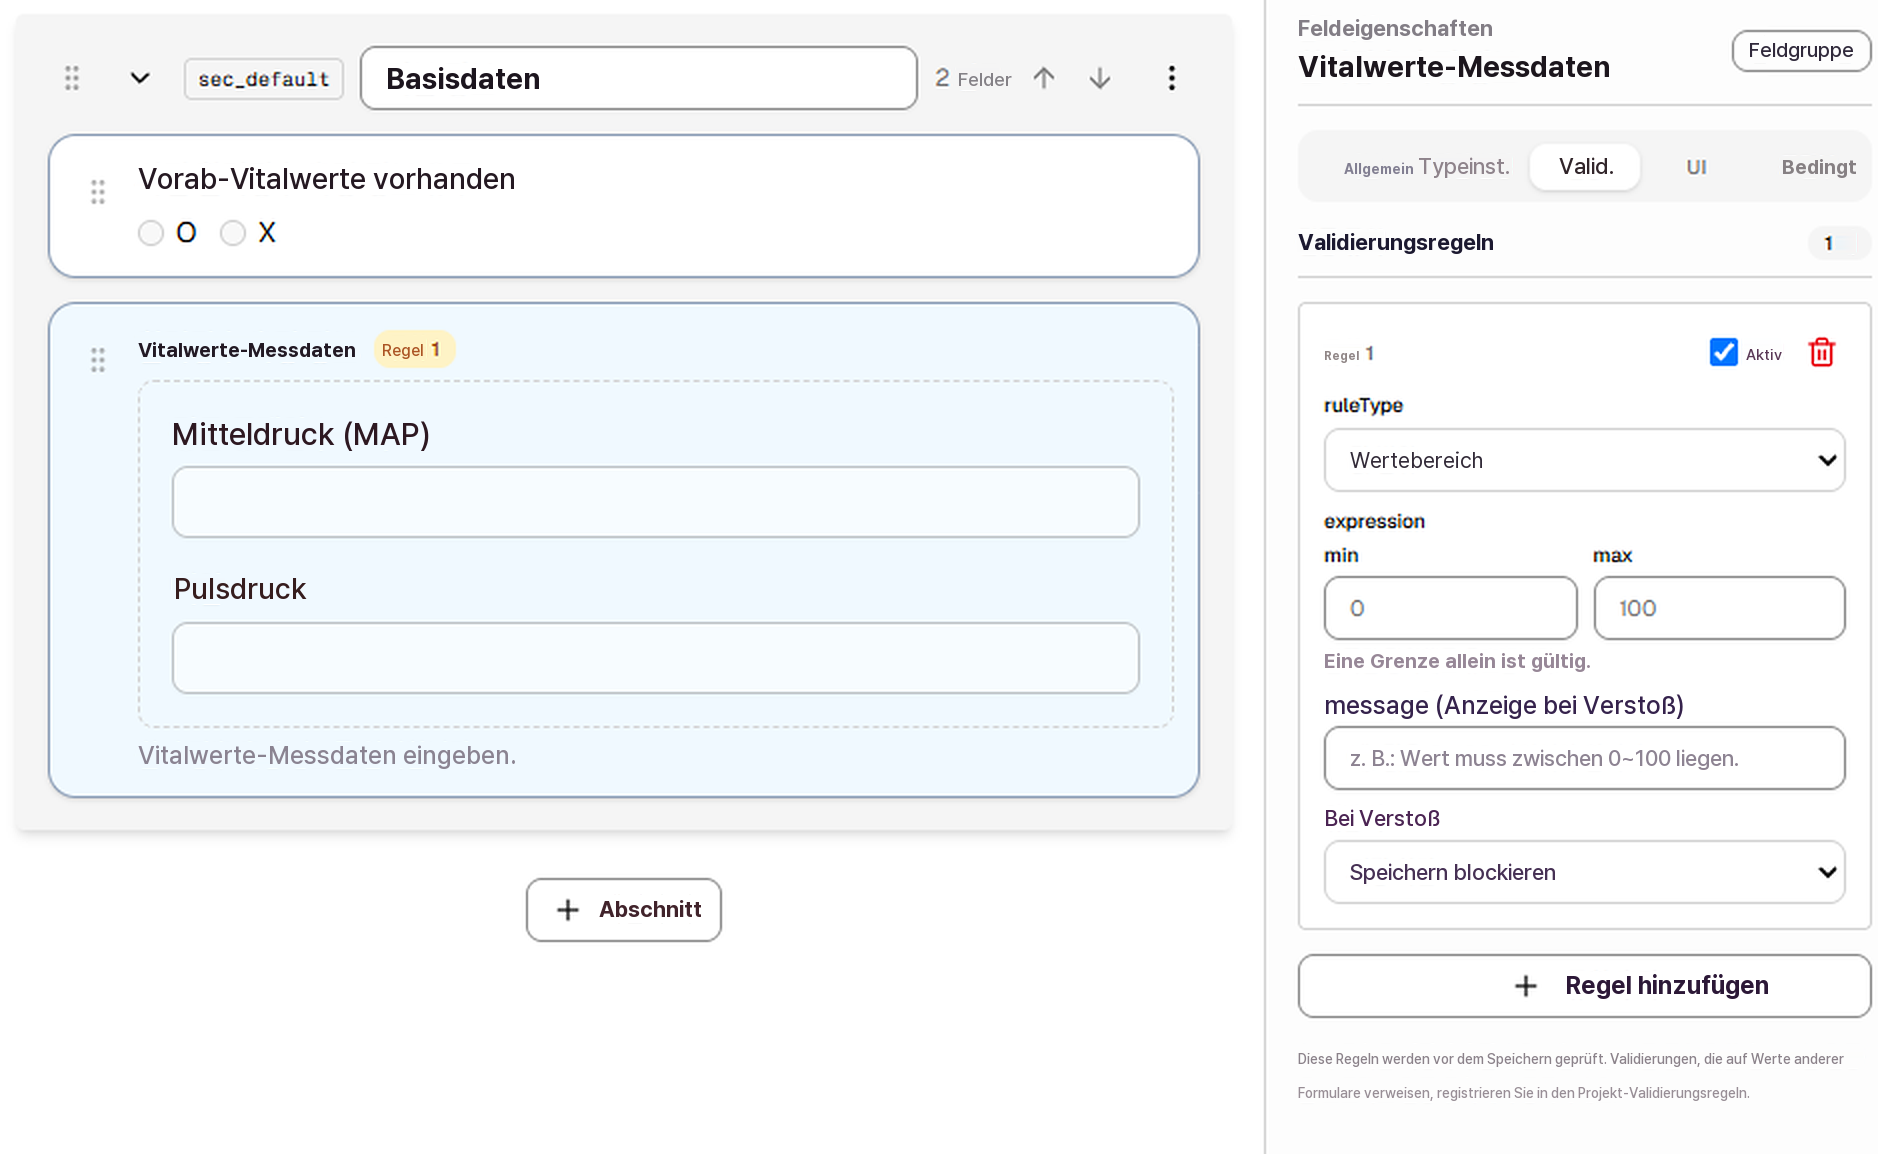 sec_default
Basisdaten
2 Felder
Vorab-Vitalwerte vorhanden
O X
Vitalwerte-Messdaten Regel 1
Mitteldruck (MAP)
Pulsdruck
Vitalwerte-Messdaten eingeben.
Abschnitt
Feldeigenschaften
Vitalwerte-Messdaten
Feldgruppe
Allgemein Typeinst. Valid. UI Bedingt
Validierungsregeln 1
Regel 1 Aktiv
ruleType
Wertebereich
expression
min max
0 100
Eine Grenze allein ist gültig.
message (Anzeige bei Verstoß)
z. B.: Wert muss zwischen 0~100 liegen.
Bei Verstoß
Speichern blockieren
Regel hinzufügen
Diese Regeln werden vor dem Speichern geprüft. Validierungen, die auf Werte anderer
Formulare verweisen, registrieren Sie in den Projekt-Validierungsregeln.